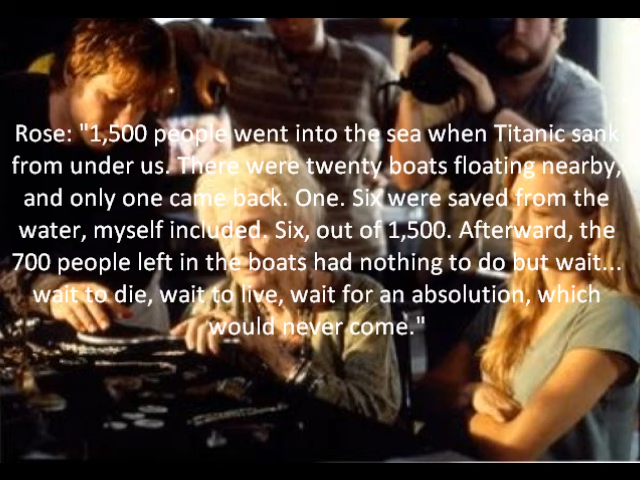 Rose: "1,500 people went into the sea when Titanic sank
from under us. There were twenty boats floating nearby,
and only one came back. One. Six were saved from the
water, myself included. Six, out of 1,500. Afterward, the
700 people left in the boats had nothing to do but wait...
wait to die, wait to live, wait for an absolution, which
would never come."